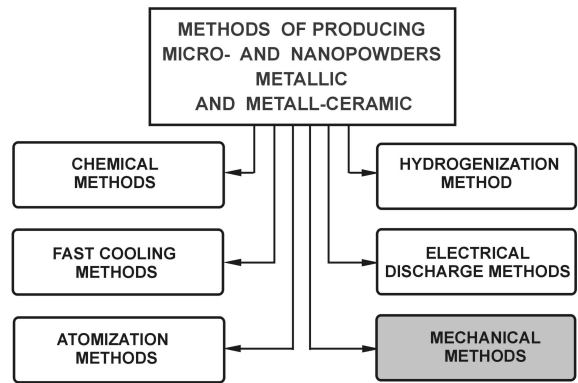 METHODS OF PRODUCING
MICRO- AND NANOPOWDERS
METALLIC
AND METALL-CERAMIC
CHEMICAL
METHODS
HYDROGENIZATION
METHOD
FAST COOLING
METHODS
ELECTRICAL
DISCHARGE METHODS
ATOMIZATION
METHODS
MECHANICAL
METHODS